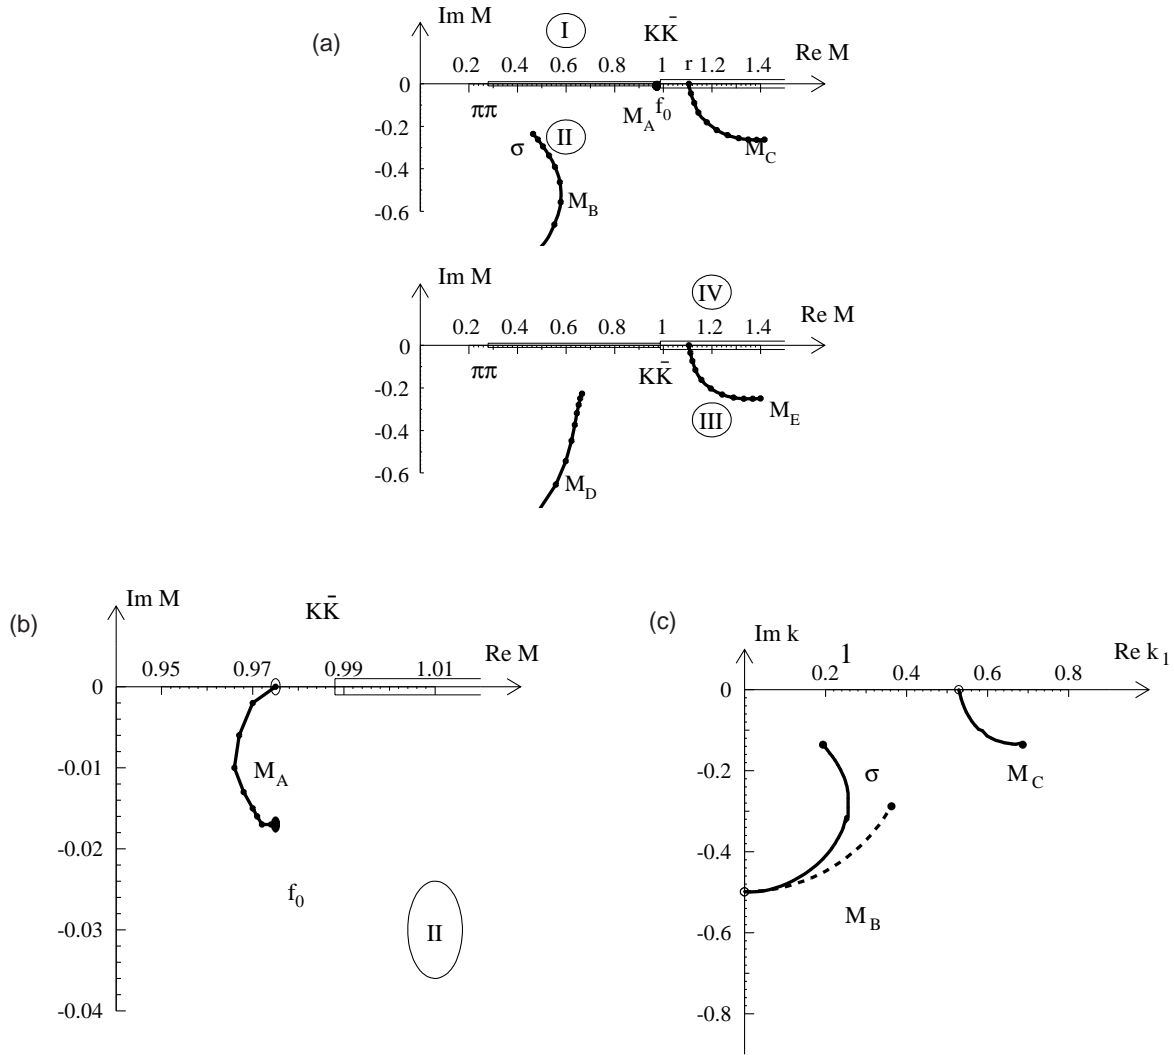 (a)
Im M
I
KK̄
Re M
0.2 0.4 0.6 0.8 1 r 1.2 1.4
0
ππ
M_A f_0
II
-0.2
σ
M_C
-0.4
M_B
-0.6
Im M
IV
Re M
0.2 0.4 0.6 0.8 1 1.2 1.4
0
ππ
KK̄
-0.2
M_E
III
-0.4
M_D
-0.6
(b)
Im M
KK̄
Re M
0.95 0.97 0.99 1.01
0
-0.01
M_A
-0.02
f_0
-0.03
II
-0.04
(c)
Im k_1
Re k_1
0.2 0.4 0.6 0.8
0
-0.2
σ
M_C
-0.4
M_B
-0.6
-0.8